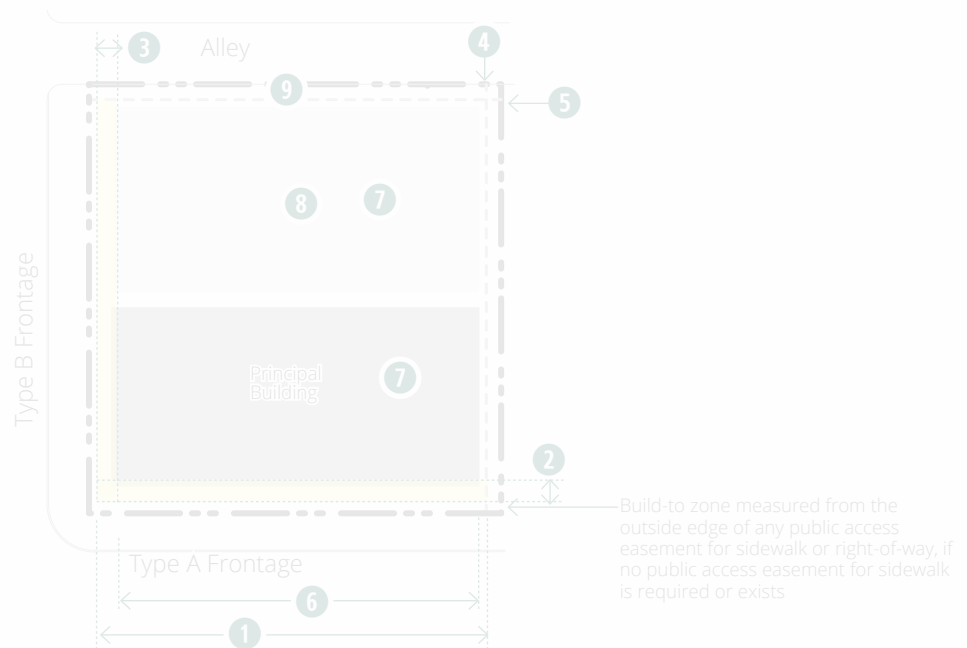 3
Alley
4
9
5
8
7
Type B Frontage
Principal
Building
7
2
Build-to zone measured from the
outside edge of any public access
easement for sidewalk or right-of-way, if
no public access easement for sidewalk
is required or exists
Type A Frontage
6
1